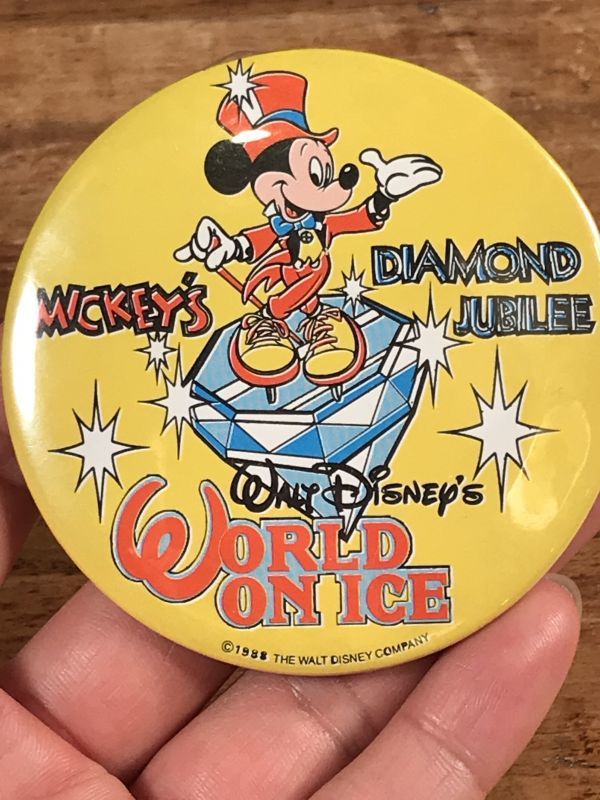 MICKEY'S
DIAMOND
JUBILEE
WALT DISNEY'S
WORLD
ON ICE
©1988 THE WALT DISNEY COMPANY